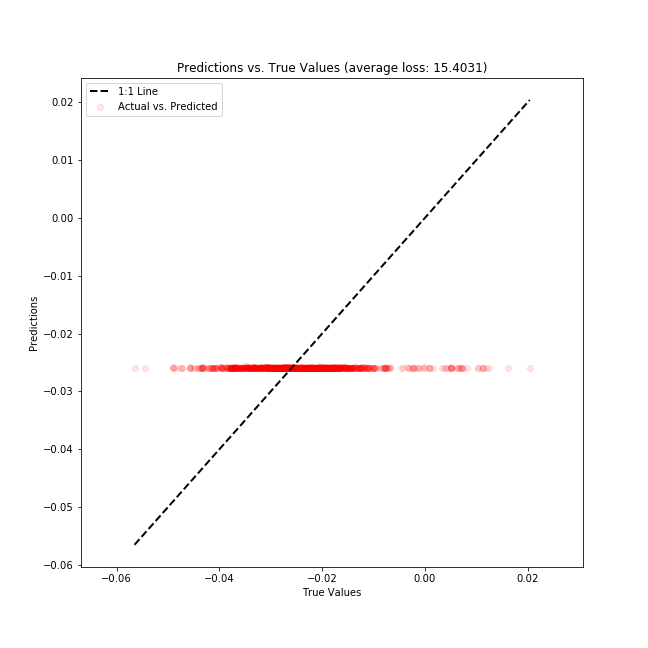 Predictions vs. True Values (average loss: 15.4031)
1:1 Line
Actual vs. Predicted
0.02
0.01
0.00
−0.01
−0.02
−0.03
−0.04
−0.05
−0.06
Predictions
−0.06 −0.04 −0.02 0.00 0.02
True Values